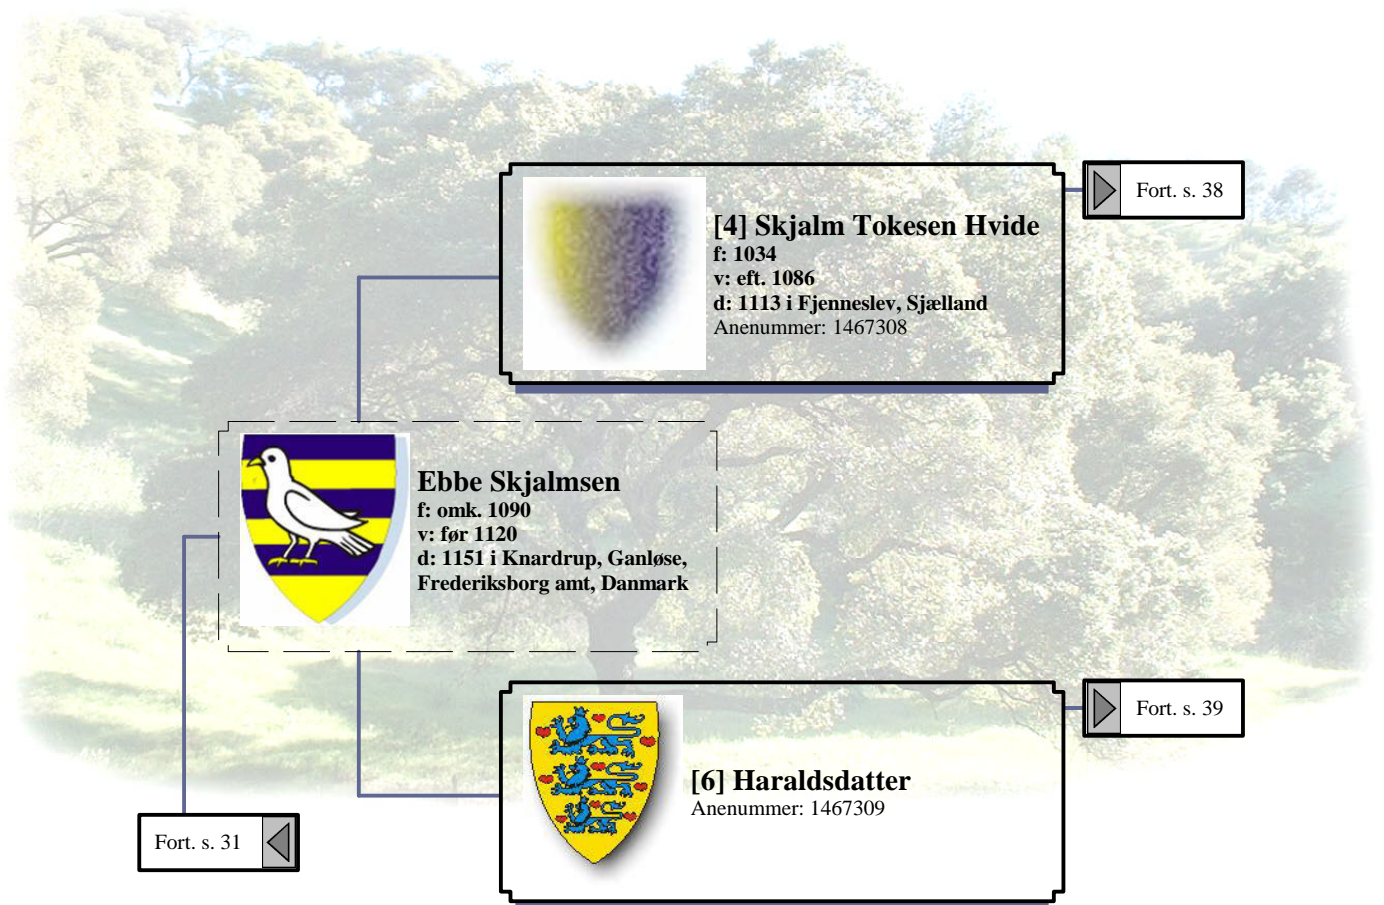 Fort. s. 38
[4] Skjalm Tokesen Hvide
f: 1034
v: eft. 1086
d: 1113 i Fjenneslev, Sjælland
Anenummer: 1467308
Ebbe Skjalmsen
f: omk. 1090
v: før 1120
d: 1151 i Knardrup, Ganløse,
Frederiksborg amt, Danmark
Fort. s. 39
[6] Haraldsdatter
Anenummer: 1467309
Fort. s. 31